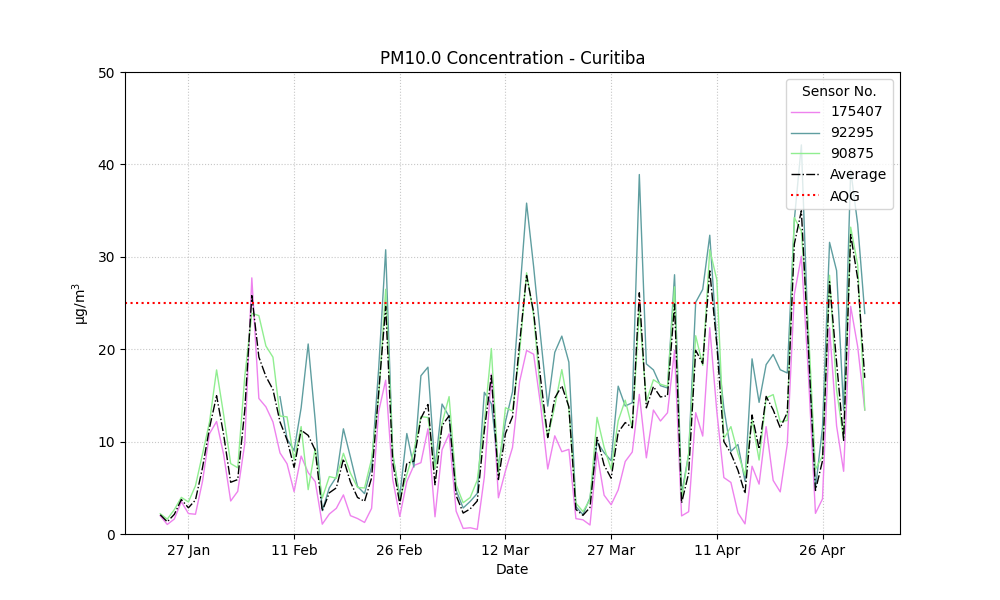 PM10.0 Concentration - Curitiba
Sensor No.
175407
92295
90875
Average
AQG
50
40
30
20
10
0
µg/m³
27 Jan
11 Feb
26 Feb
12 Mar
27 Mar
11 Apr
26 Apr
Date